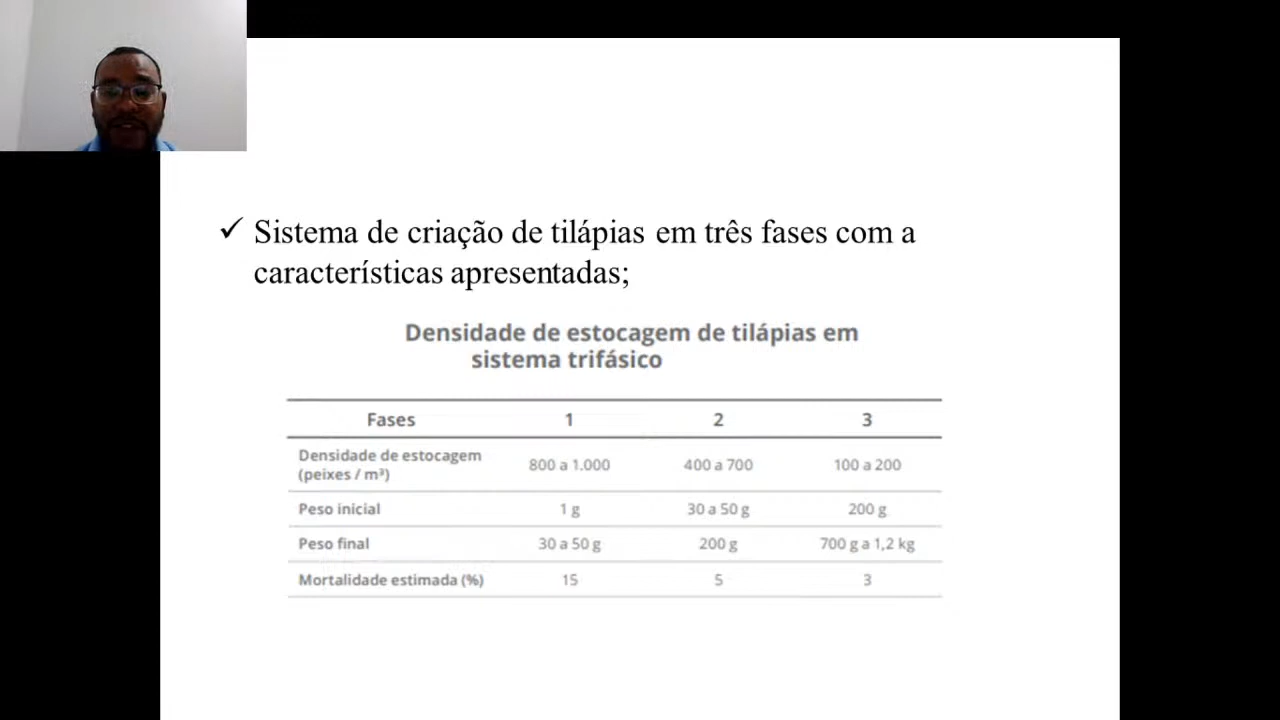 ✓ Sistema de criação de tilápias em três fases com a
características apresentadas;
Densidade de estocagem de tilápias em
sistema trifásico
Fases 1 2 3
Densidade de estocagem
(peixes / m³) 800 a 1.000 400 a 700 100 a 200
Peso inicial 1 g 30 a 50 g 200 g
Peso final 30 a 50 g 200 g 700 g a 1,2 kg
Mortalidade estimada (%) 15 5 3